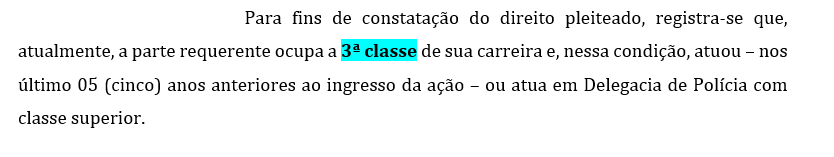 Para fins de constatação do direito pleiteado, registra-se que,
atualmente, a parte requerente ocupa a 3ª classe de sua carreira e, nessa condição, atuou – nos
último 05 (cinco) anos anteriores ao ingresso da ação – ou atua em Delegacia de Polícia com
classe superior.